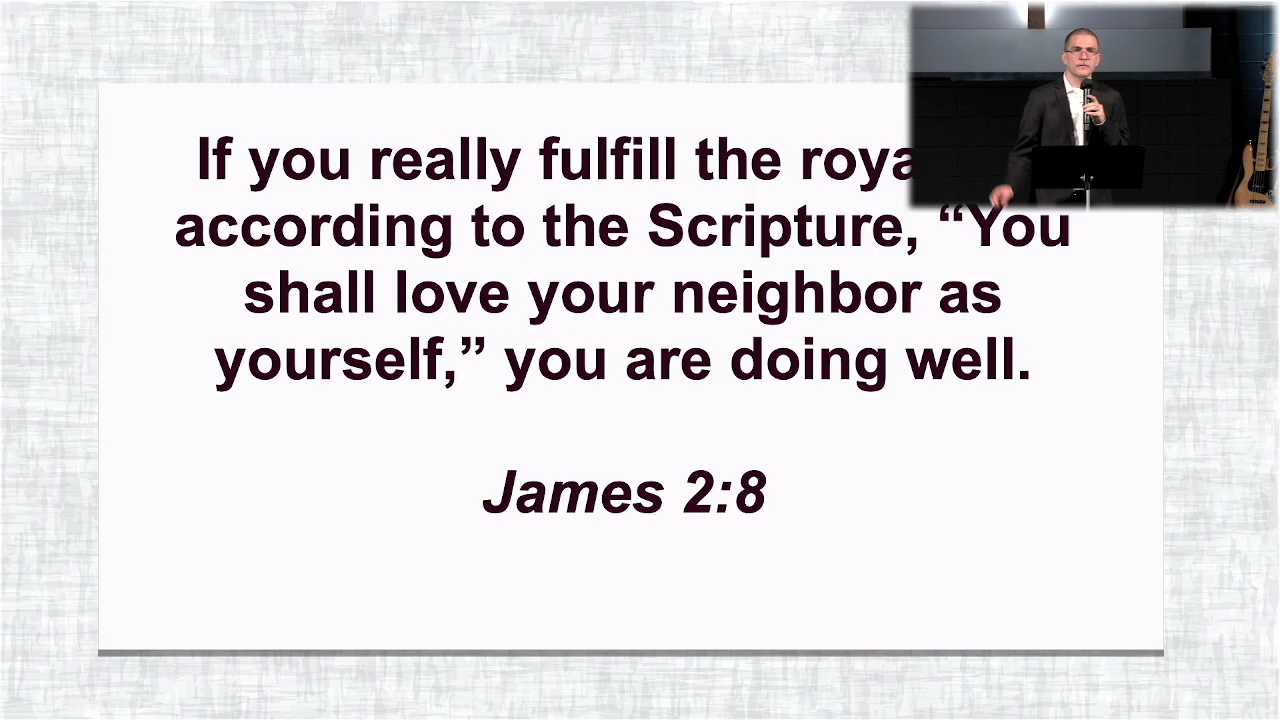 If you really fulfill the roya
according to the Scripture, “You
shall love your neighbor as
yourself,” you are doing well.
James 2:8